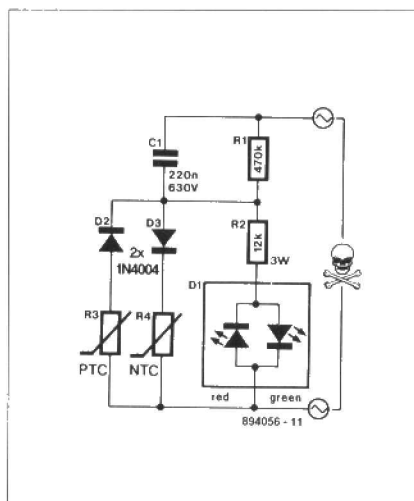 C1
220n
630V
R1
470k
D2
D3
2x
1N4004
R2
12k
3W
D1
R3
R4
PTC
NTC
red green
894056 - 11